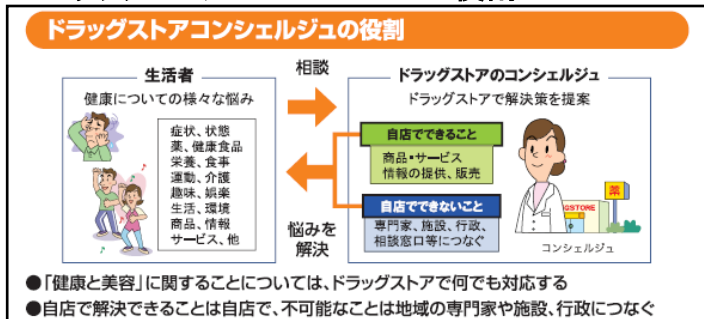 ドラッグストアコンシェルジュの役割
生活者
健康についての様々な悩み
症状、状態
薬、健康食品
栄養、食事
運動、介護
趣味、娯楽
生活、環境
商品、情報
サービス、他
相談
悩みを
解決
ドラッグストアのコンシェルジュ
ドラッグストアで解決策を提案
自店でできること
商品・サービス
情報の提供、販売
自店でできないこと
専門家、施設、行政、
相談窓口等につなぐ
薬
GSTORE
コンシェルジュ
●「健康と美容」に関することについては、ドラッグストアで何でも対応する
●自店で解決できることは自店で、不可能なことは地域の専門家や施設、行政につなぐ